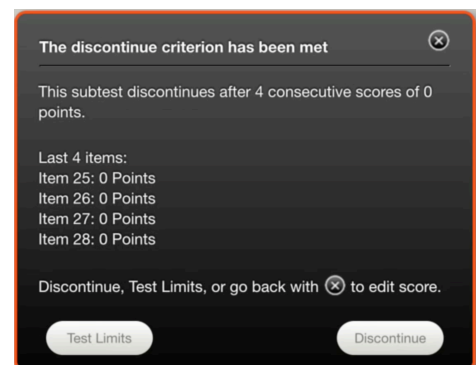 The discontinue criterion has been met
This subtest discontinues after 4 consecutive scores of 0
points.
Last 4 items:
Item 25: 0 Points
Item 26: 0 Points
Item 27: 0 Points
Item 28: 0 Points
Discontinue, Test Limits, or go back with ⓧ to edit score.
Test Limits
Discontinue